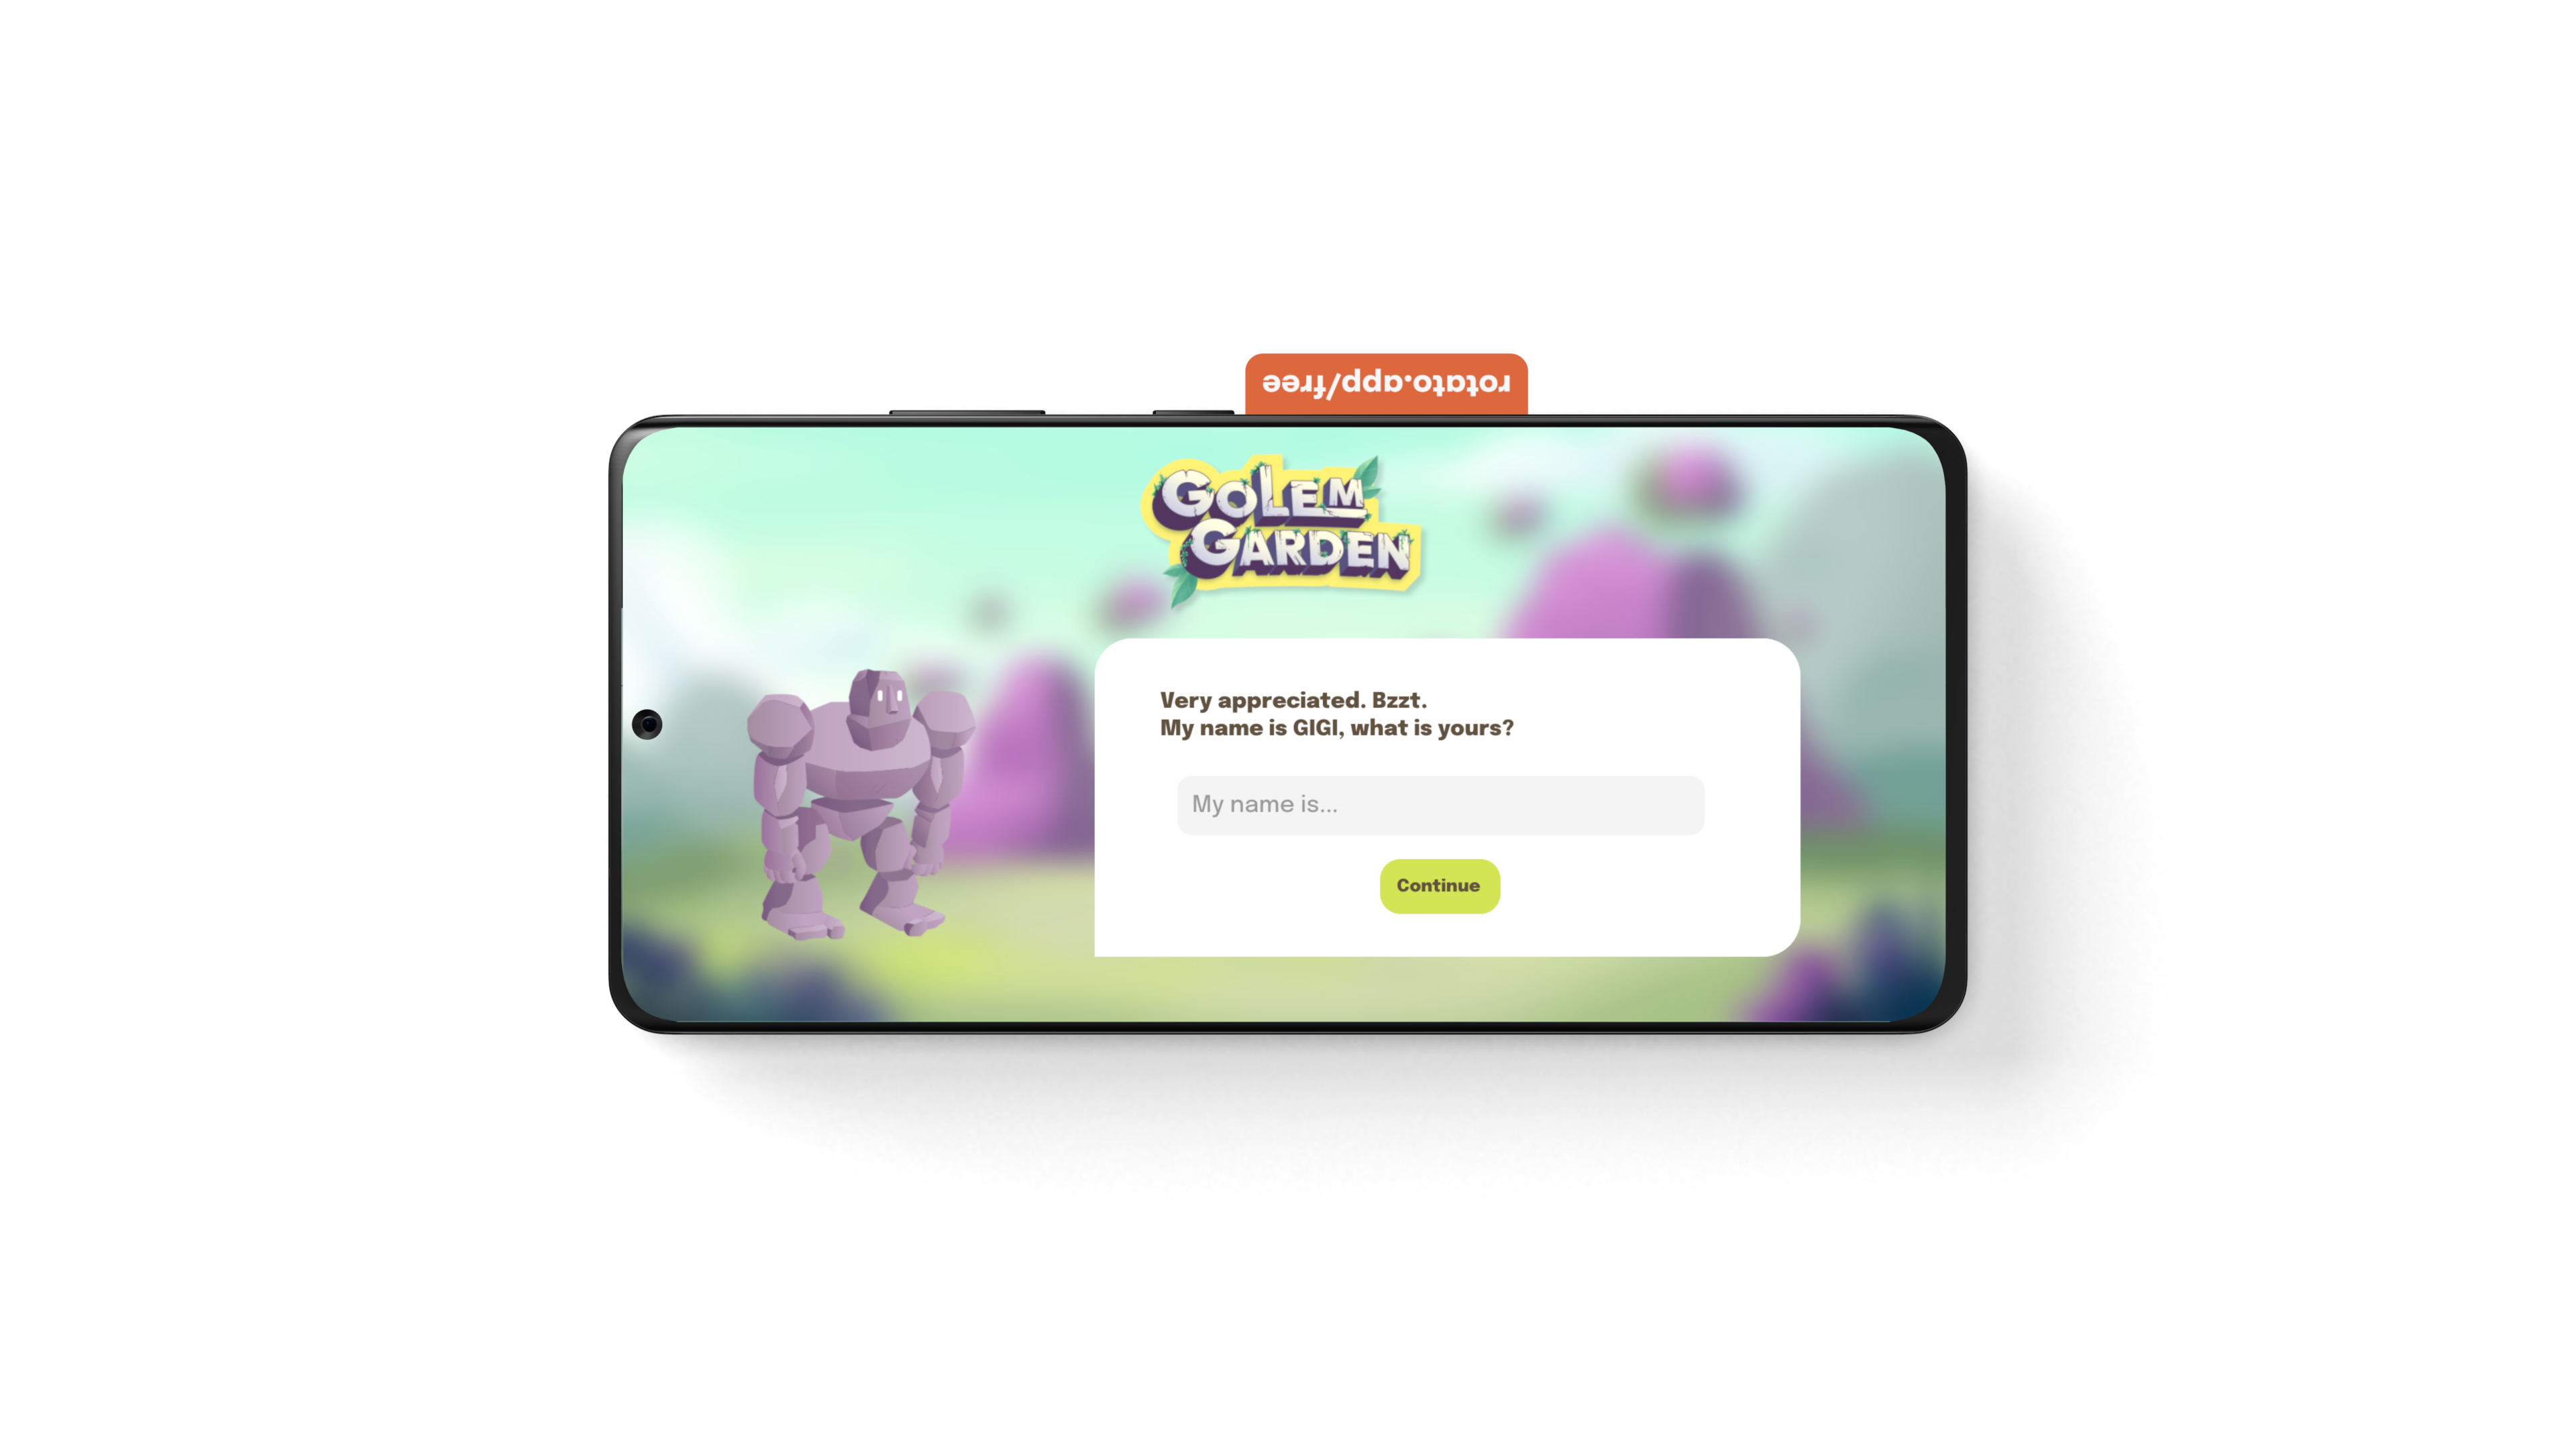 rotato.app/free
GOLEM
GARDEN
Very appreciated. Bzzt.
My name is GIGI, what is yours?
My name is...
Continue